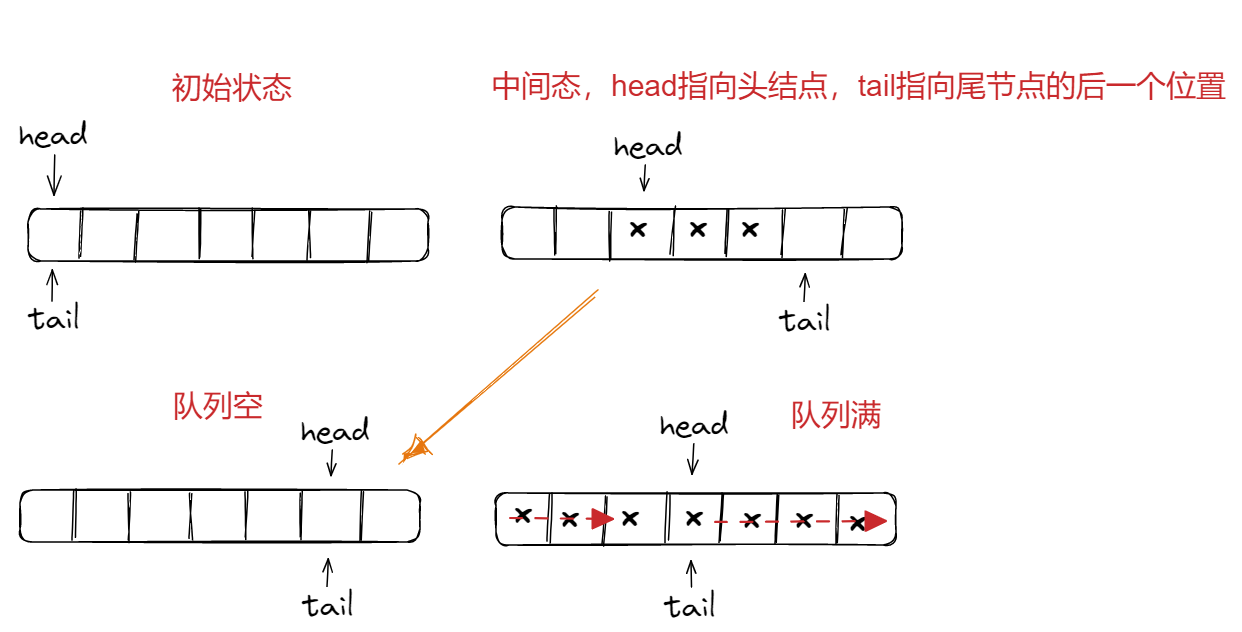 初始状态
中间态，head指向头结点，tail指向尾节点的后一个位置
head
head
tail
tail
队列空
队列满
head
head
tail
tail